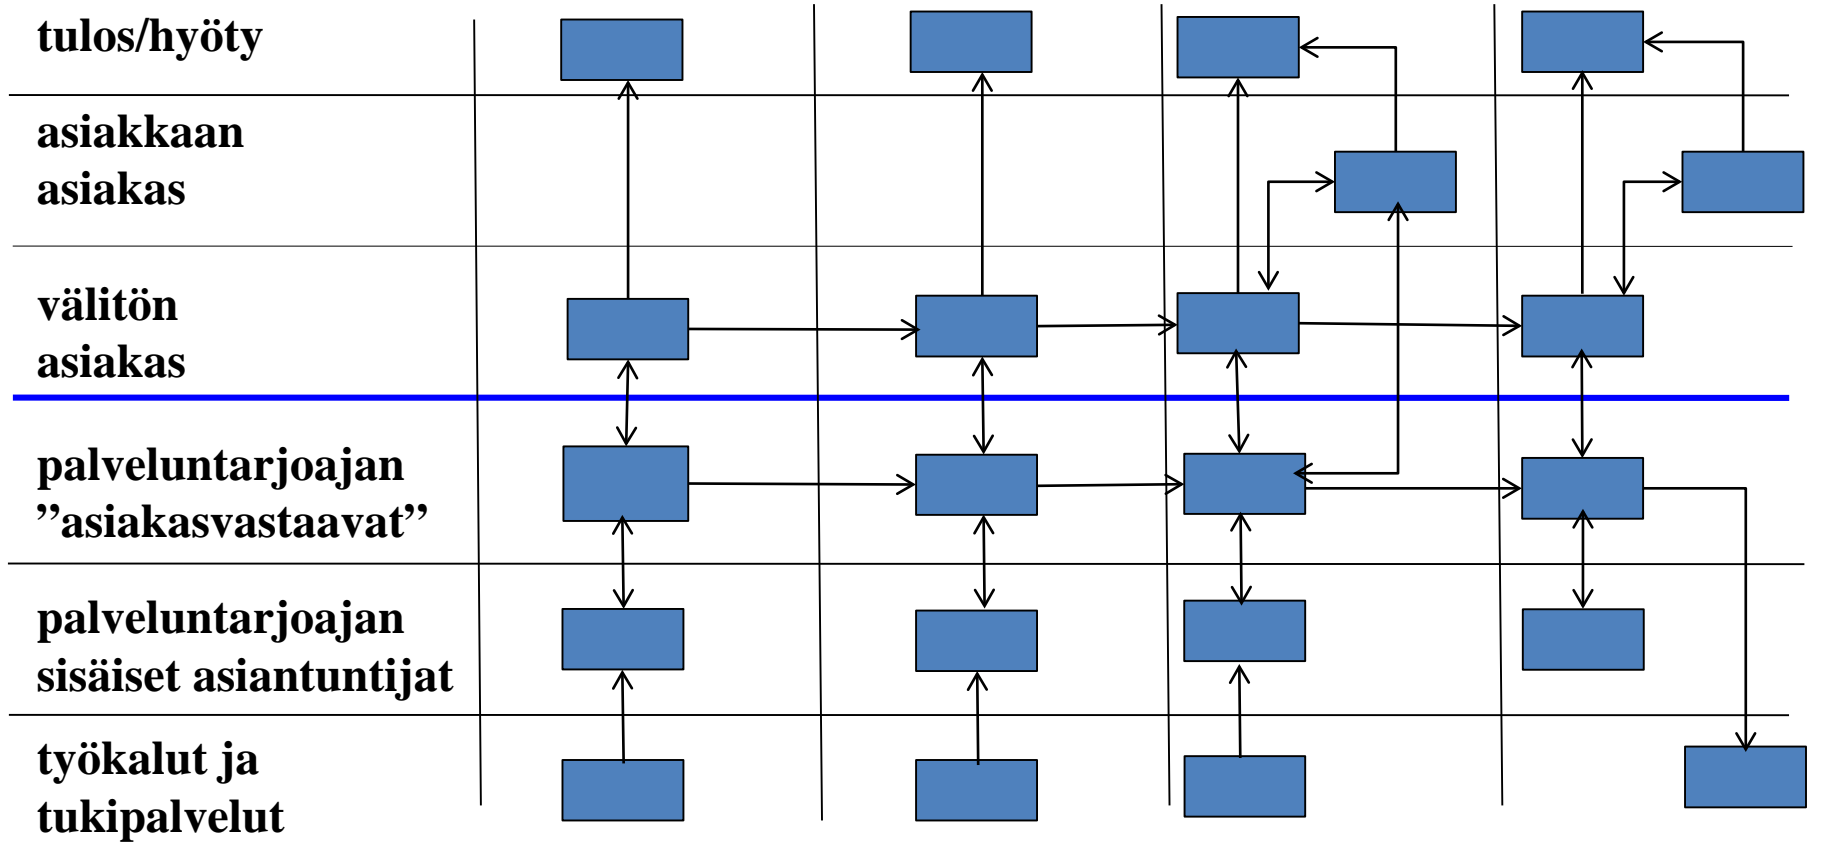 tulos/hyöty
asiakkaan
asiakas
välitön
asiakas
palveluntarjoajan
”asiakasvastaavat”
palveluntarjoajan
sisäiset asiantuntijat
työkalut ja
tukipalvelut